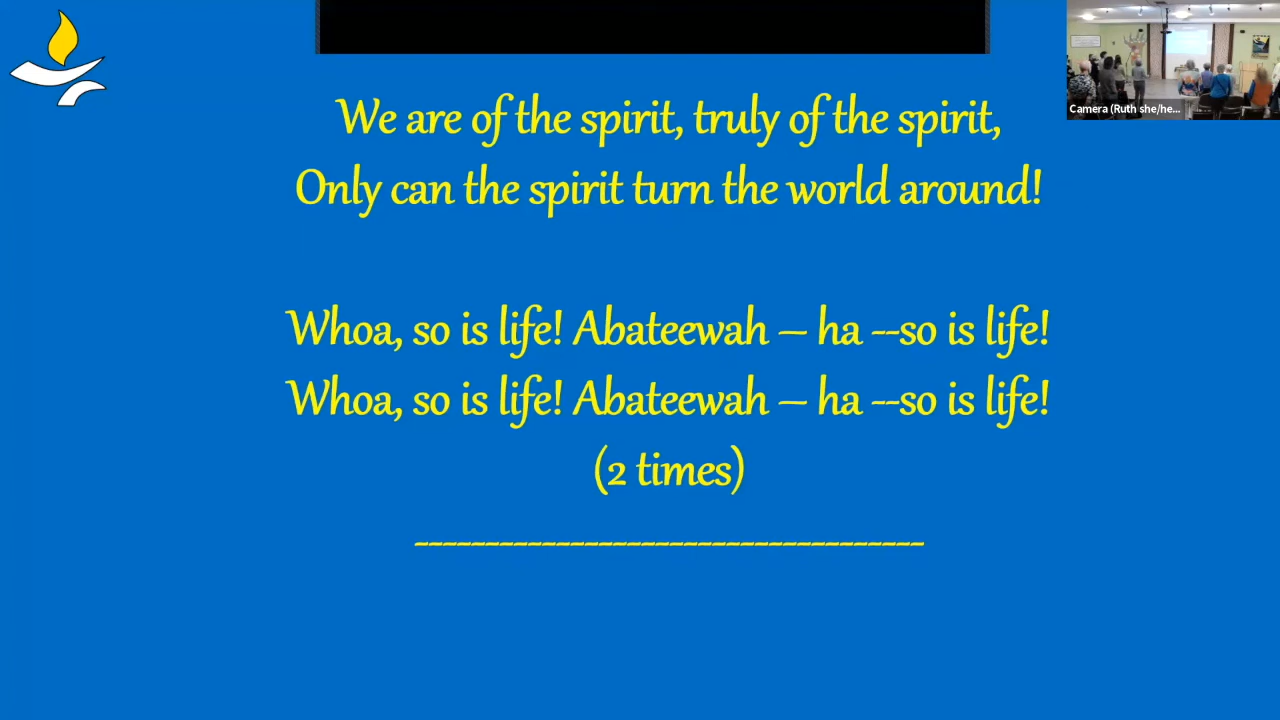 Camera (Ruth she/he...
We are of the spirit, truly of the spirit,
Only can the spirit turn the world around!
Whoa, so is life! Abateewah – ha --so is life!
Whoa, so is life! Abateewah – ha --so is life!
(2 times)
------------------------------------